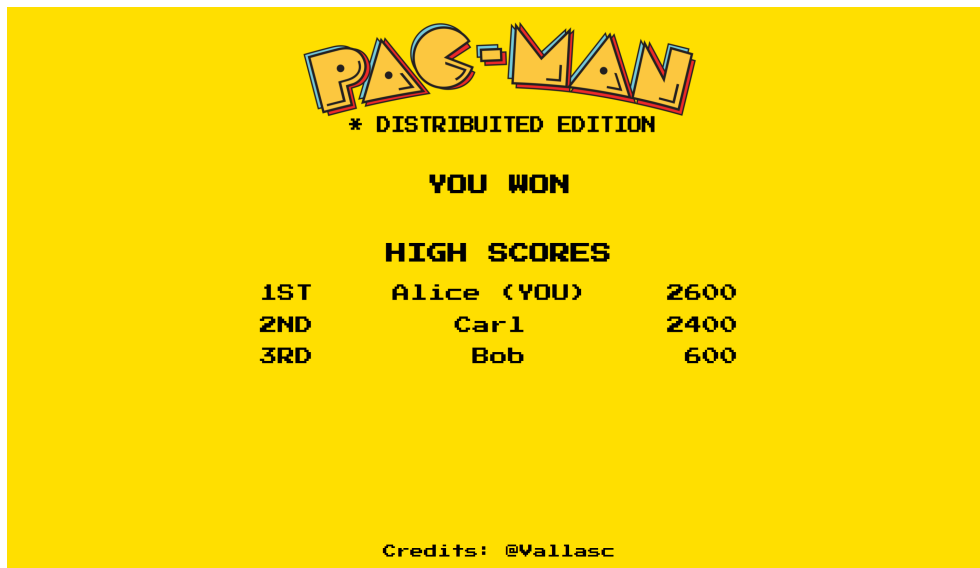 PAC-MAN
* DISTRIBUITED EDITION
YOU WON
HIGH SCORES
1ST Alice (YOU) 2600
2ND Carl 2400
3RD Bob 600
Credits: @Vallasc